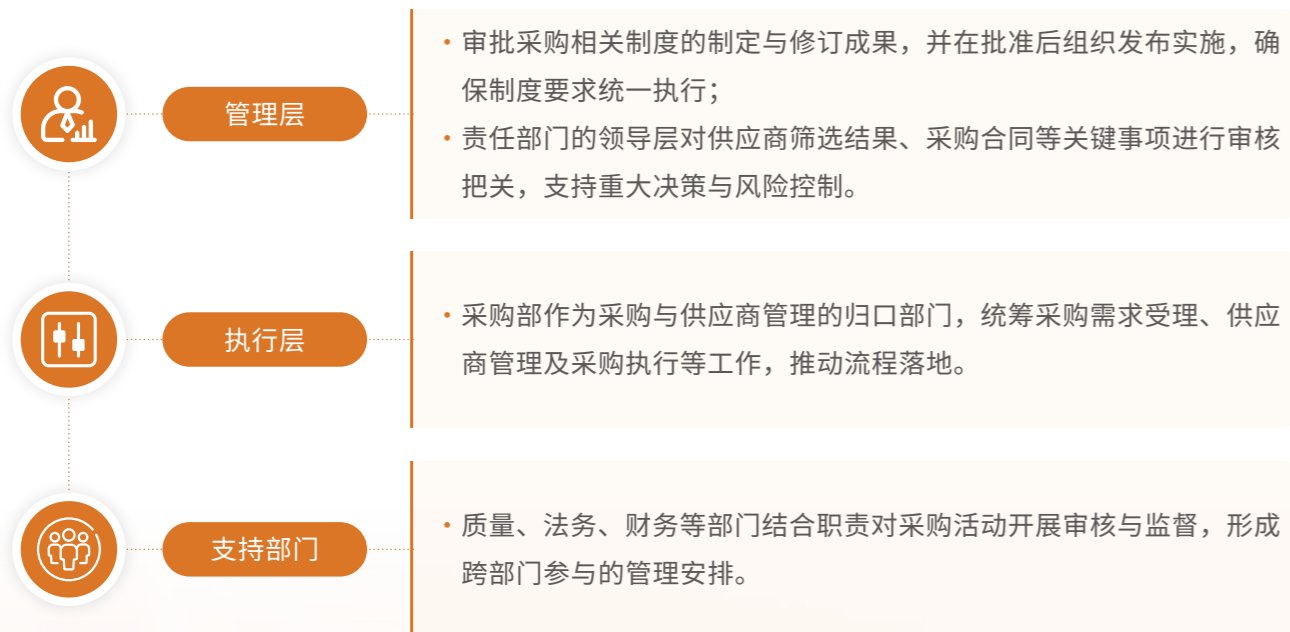 管理层
· 审批采购相关制度的制定与修订成果，并在批准后组织发布实施，确
保制度要求统一执行；
· 责任部门的领导层对供应商筛选结果、采购合同等关键事项进行审核
把关，支持重大决策与风险控制。
执行层
· 采购部作为采购与供应商管理的归口部门，统筹采购需求受理、供应
商管理及采购执行等工作，推动流程落地。
支持部门
· 质量、法务、财务等部门结合职责对采购活动开展审核与监督，形成
跨部门参与的管理安排。